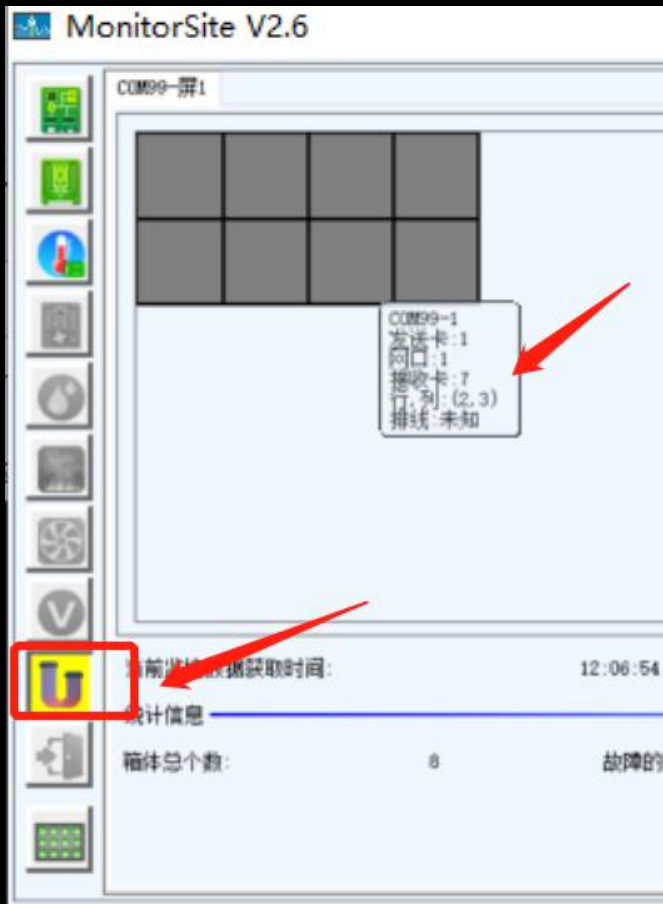 MonitorSite V2.6
COM99-屏1
COM99-1
发送卡:1
网口:1
接收卡:7
行,列:(2,3)
排线:未知
数据获取时间:
12:06:54
统计信息
箱体总个数:
8
故障的